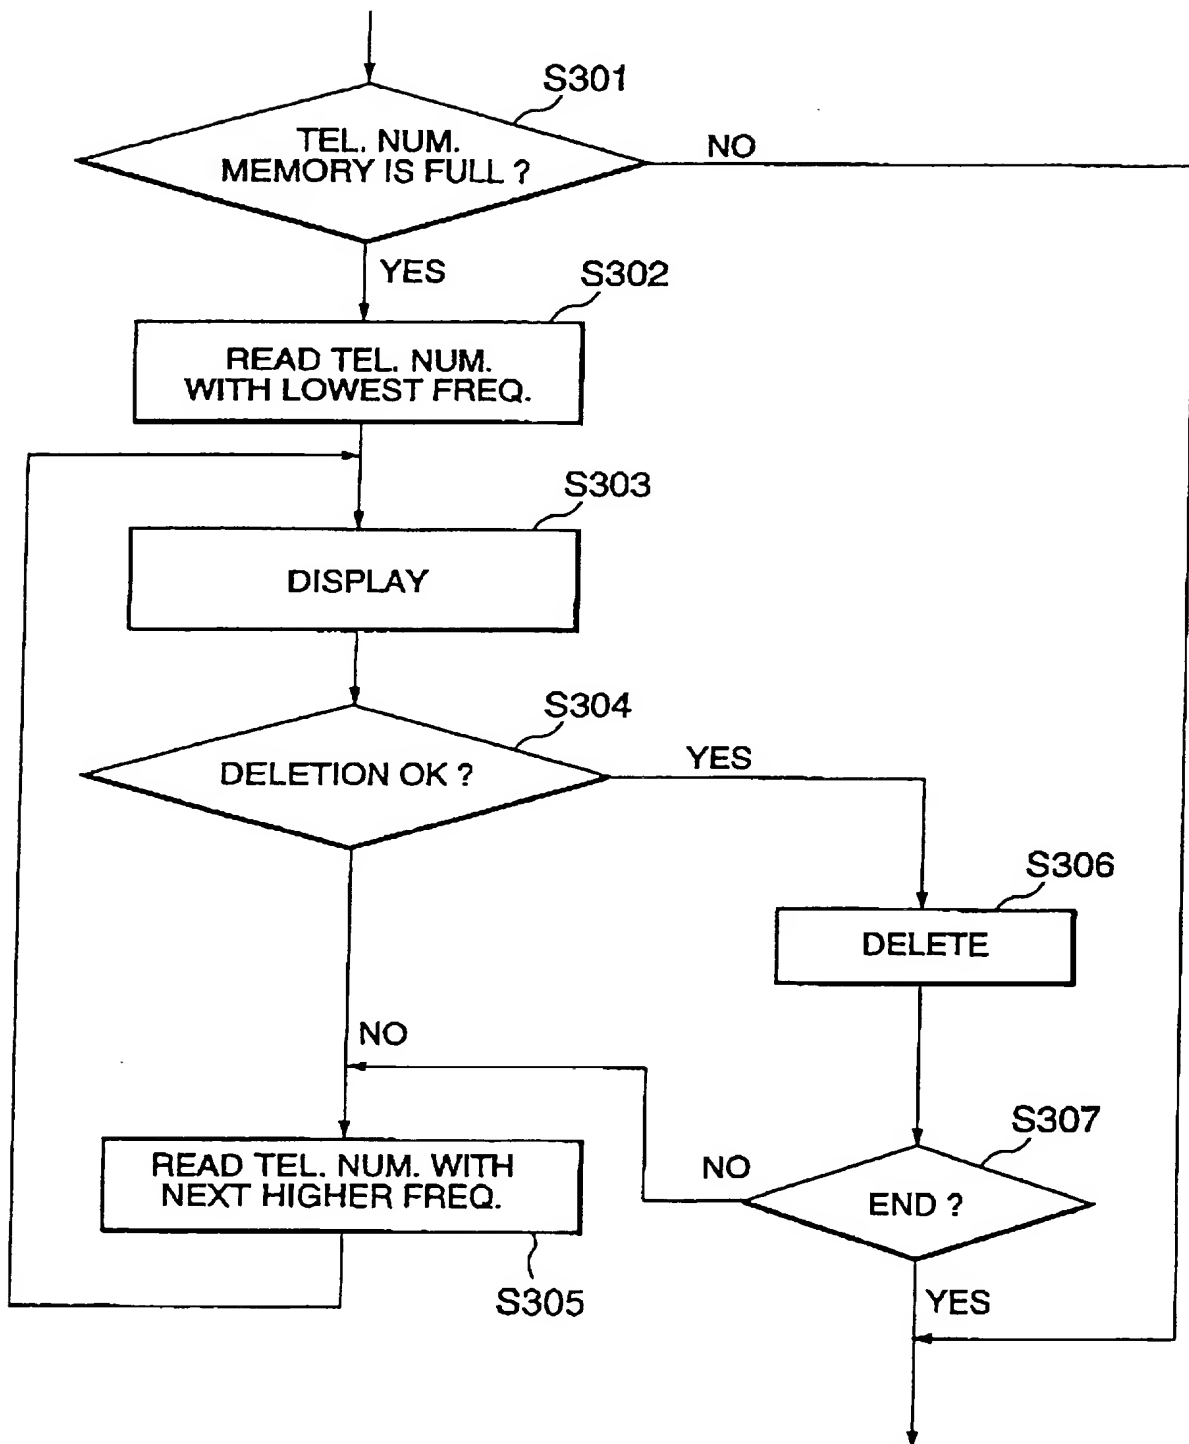 S301
TEL. NUM.
MEMORY IS FULL ?
NO
YES
S302
READ TEL. NUM.
WITH LOWEST FREQ.
S303
DISPLAY
S304
DELETION OK ?
YES
S306
DELETE
NO
S307
READ TEL. NUM. WITH
NEXT HIGHER FREQ.
NO
END ?
S305
YES